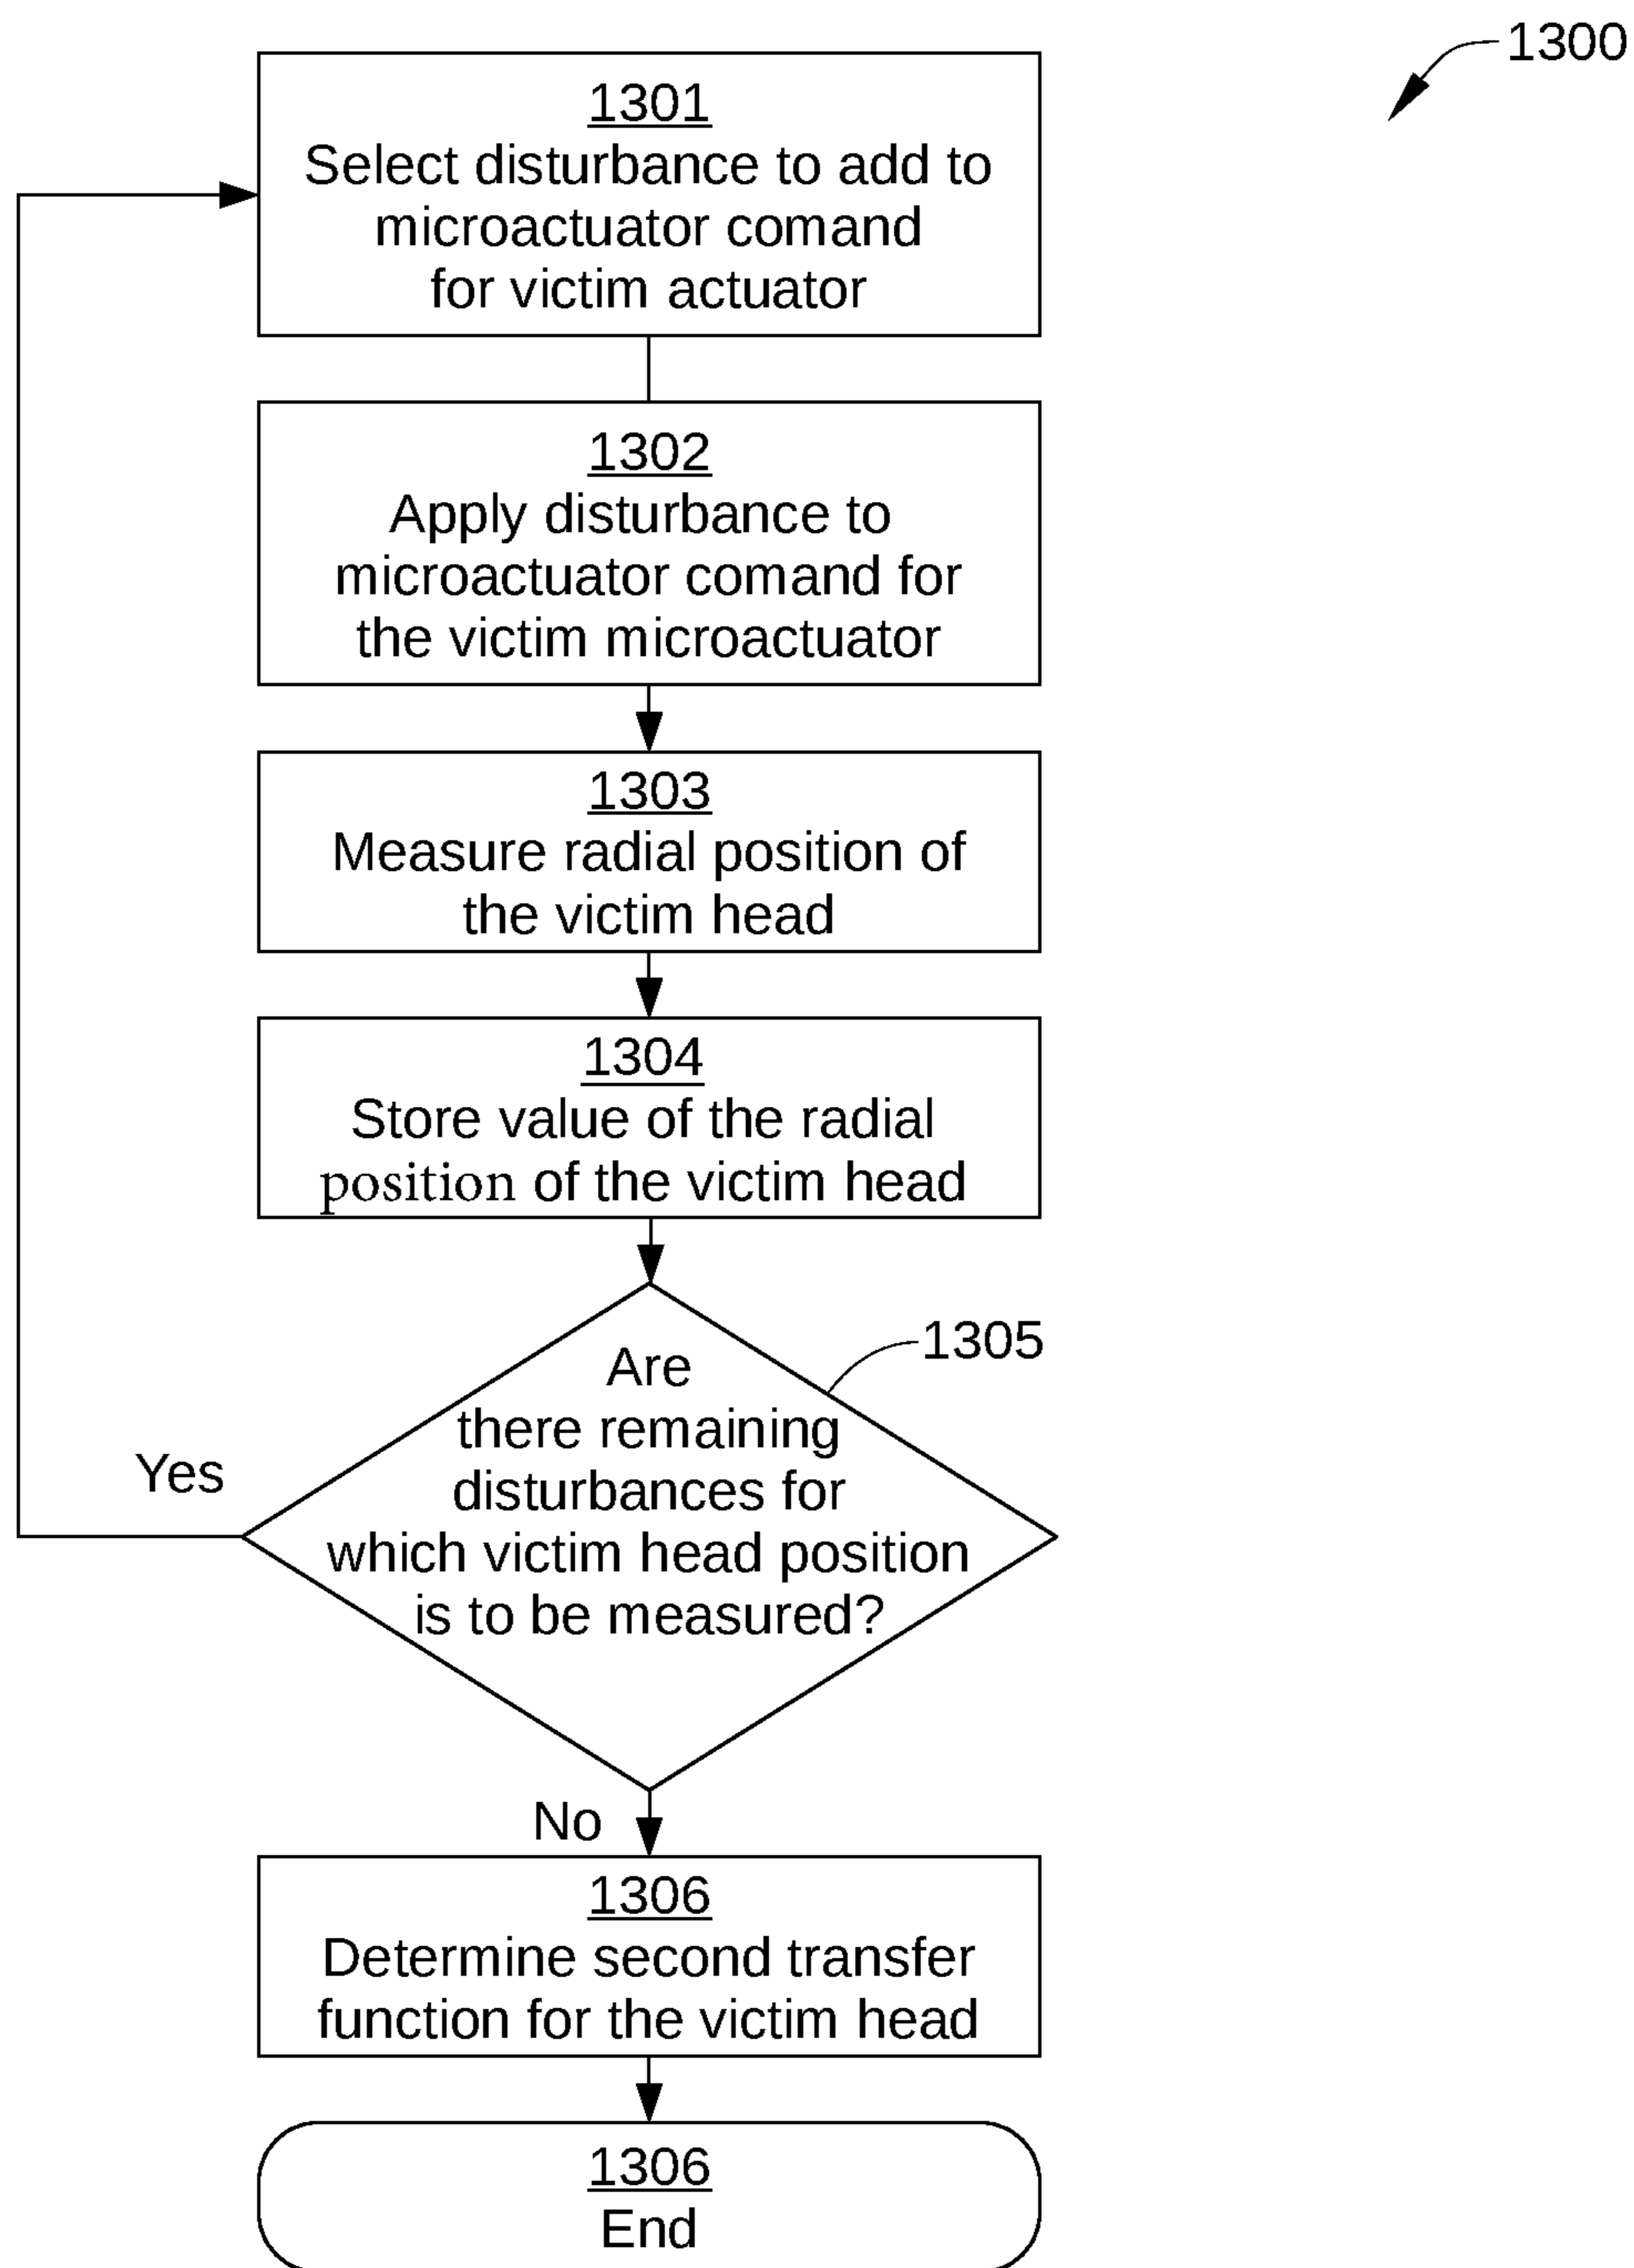 1300
1301
Select disturbance to add to
microactuator comand
for victim actuator
1302
Apply disturbance to
microactuator comand for
the victim microactuator
1303
Measure radial position of
the victim head
1304
Store value of the radial
position of the victim head
1305
Are
there remaining
disturbances for
which victim head position
is to be measured?
Yes
No
1306
Determine second transfer
function for the victim head
1306
End